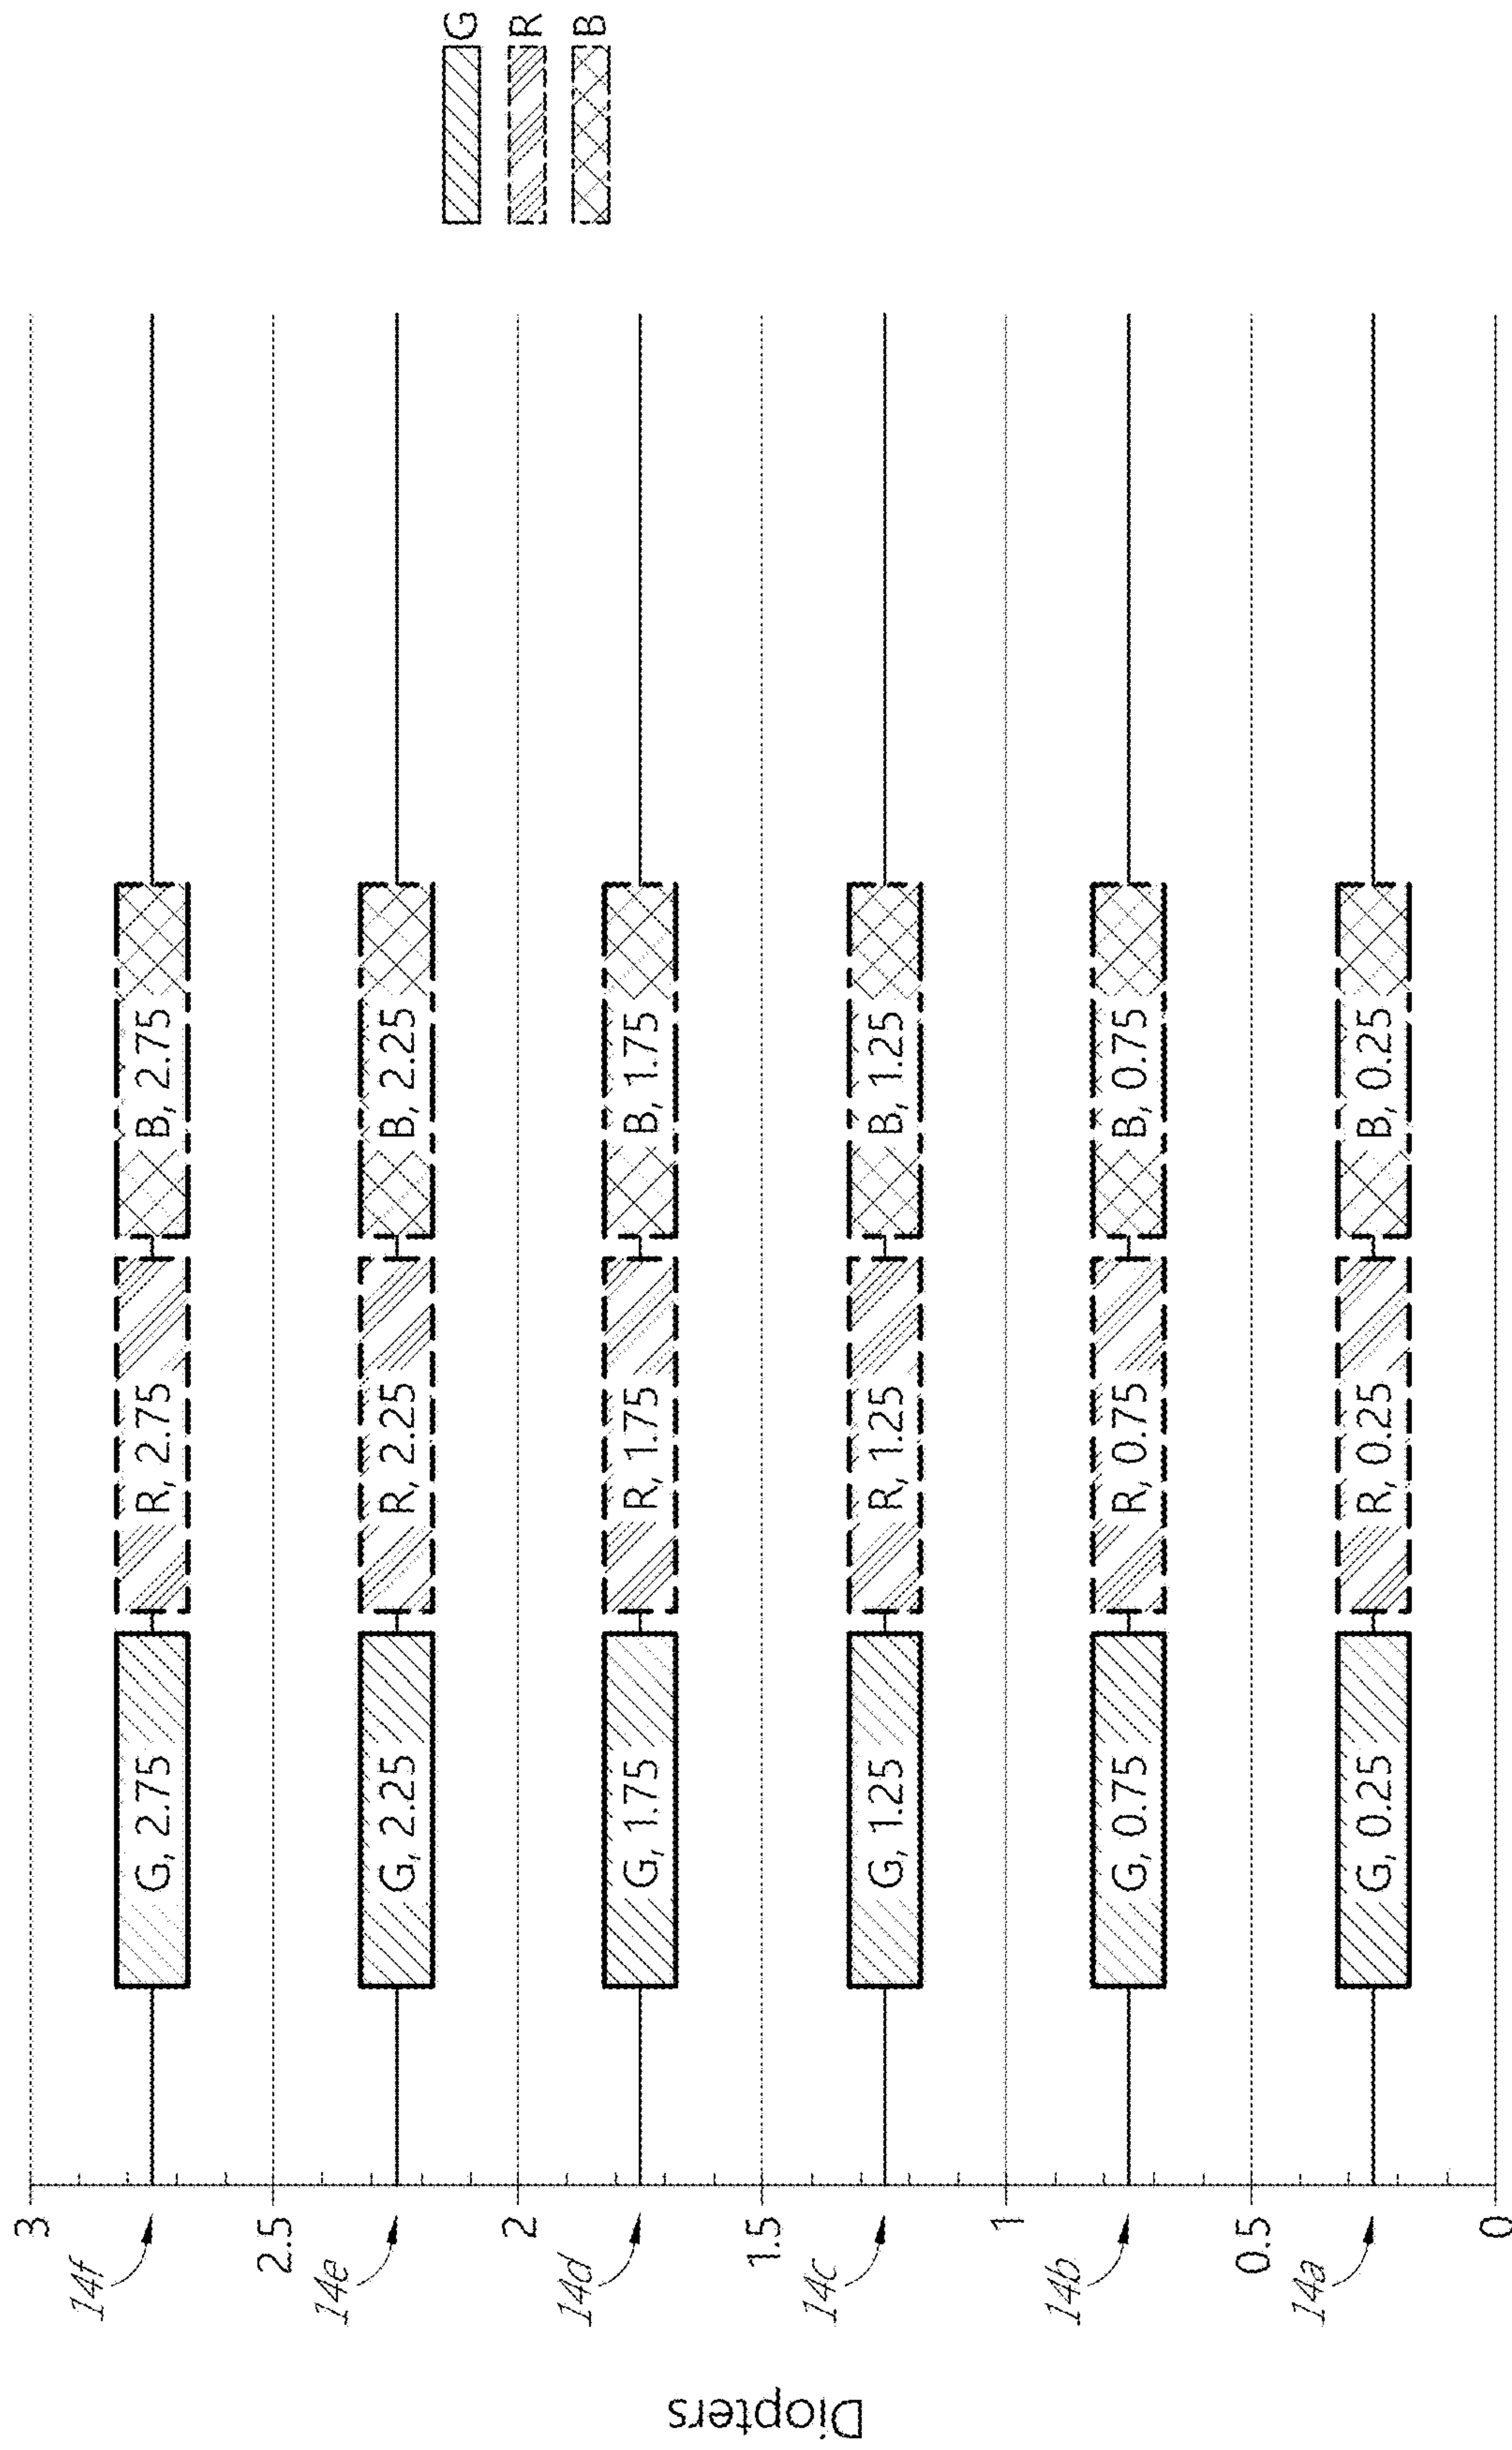 Diopters
3
14f
G, 2.75 R, 2.75 B, 2.75
2.5
14e
G, 2.25 R, 2.25 B, 2.25
2
14d
G, 1.75 R, 1.75 B, 1.75
1.5
14c
G, 1.25 R, 1.25 B, 1.25
1
14b
G, 0.75 R, 0.75 B, 0.75
0.5
14a
G, 0.25 R, 0.25 B, 0.25
0
G
R
B